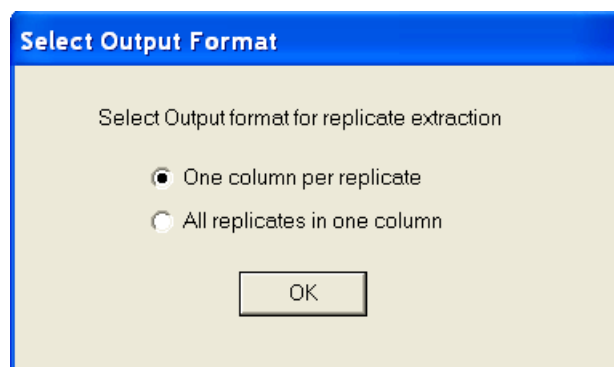 Select Output Format
Select Output format for replicate extraction
One column per replicate
All replicates in one column
OK